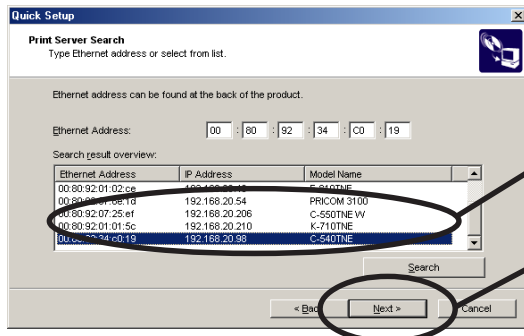 Quick Setup
Print Server Search
Type Ethernet address or select from list.
Ethernet address can be found at the back of the product.
Ethernet Address: 00 : 80 : 92 : 34 : C0 : 19
Search result overview:
Ethernet Address IP Address Model Name
00:80:92:01:02:ce
192.168.20.54 PRICOM 3100
00:80:92:07:25:ef 192.168.20.206 C-550TNE W
00:80:92:01:01:5c 192.168.20.210 K-710TNE
192.168.20.98 C-540TNE
Search
< Back Next > Cancel